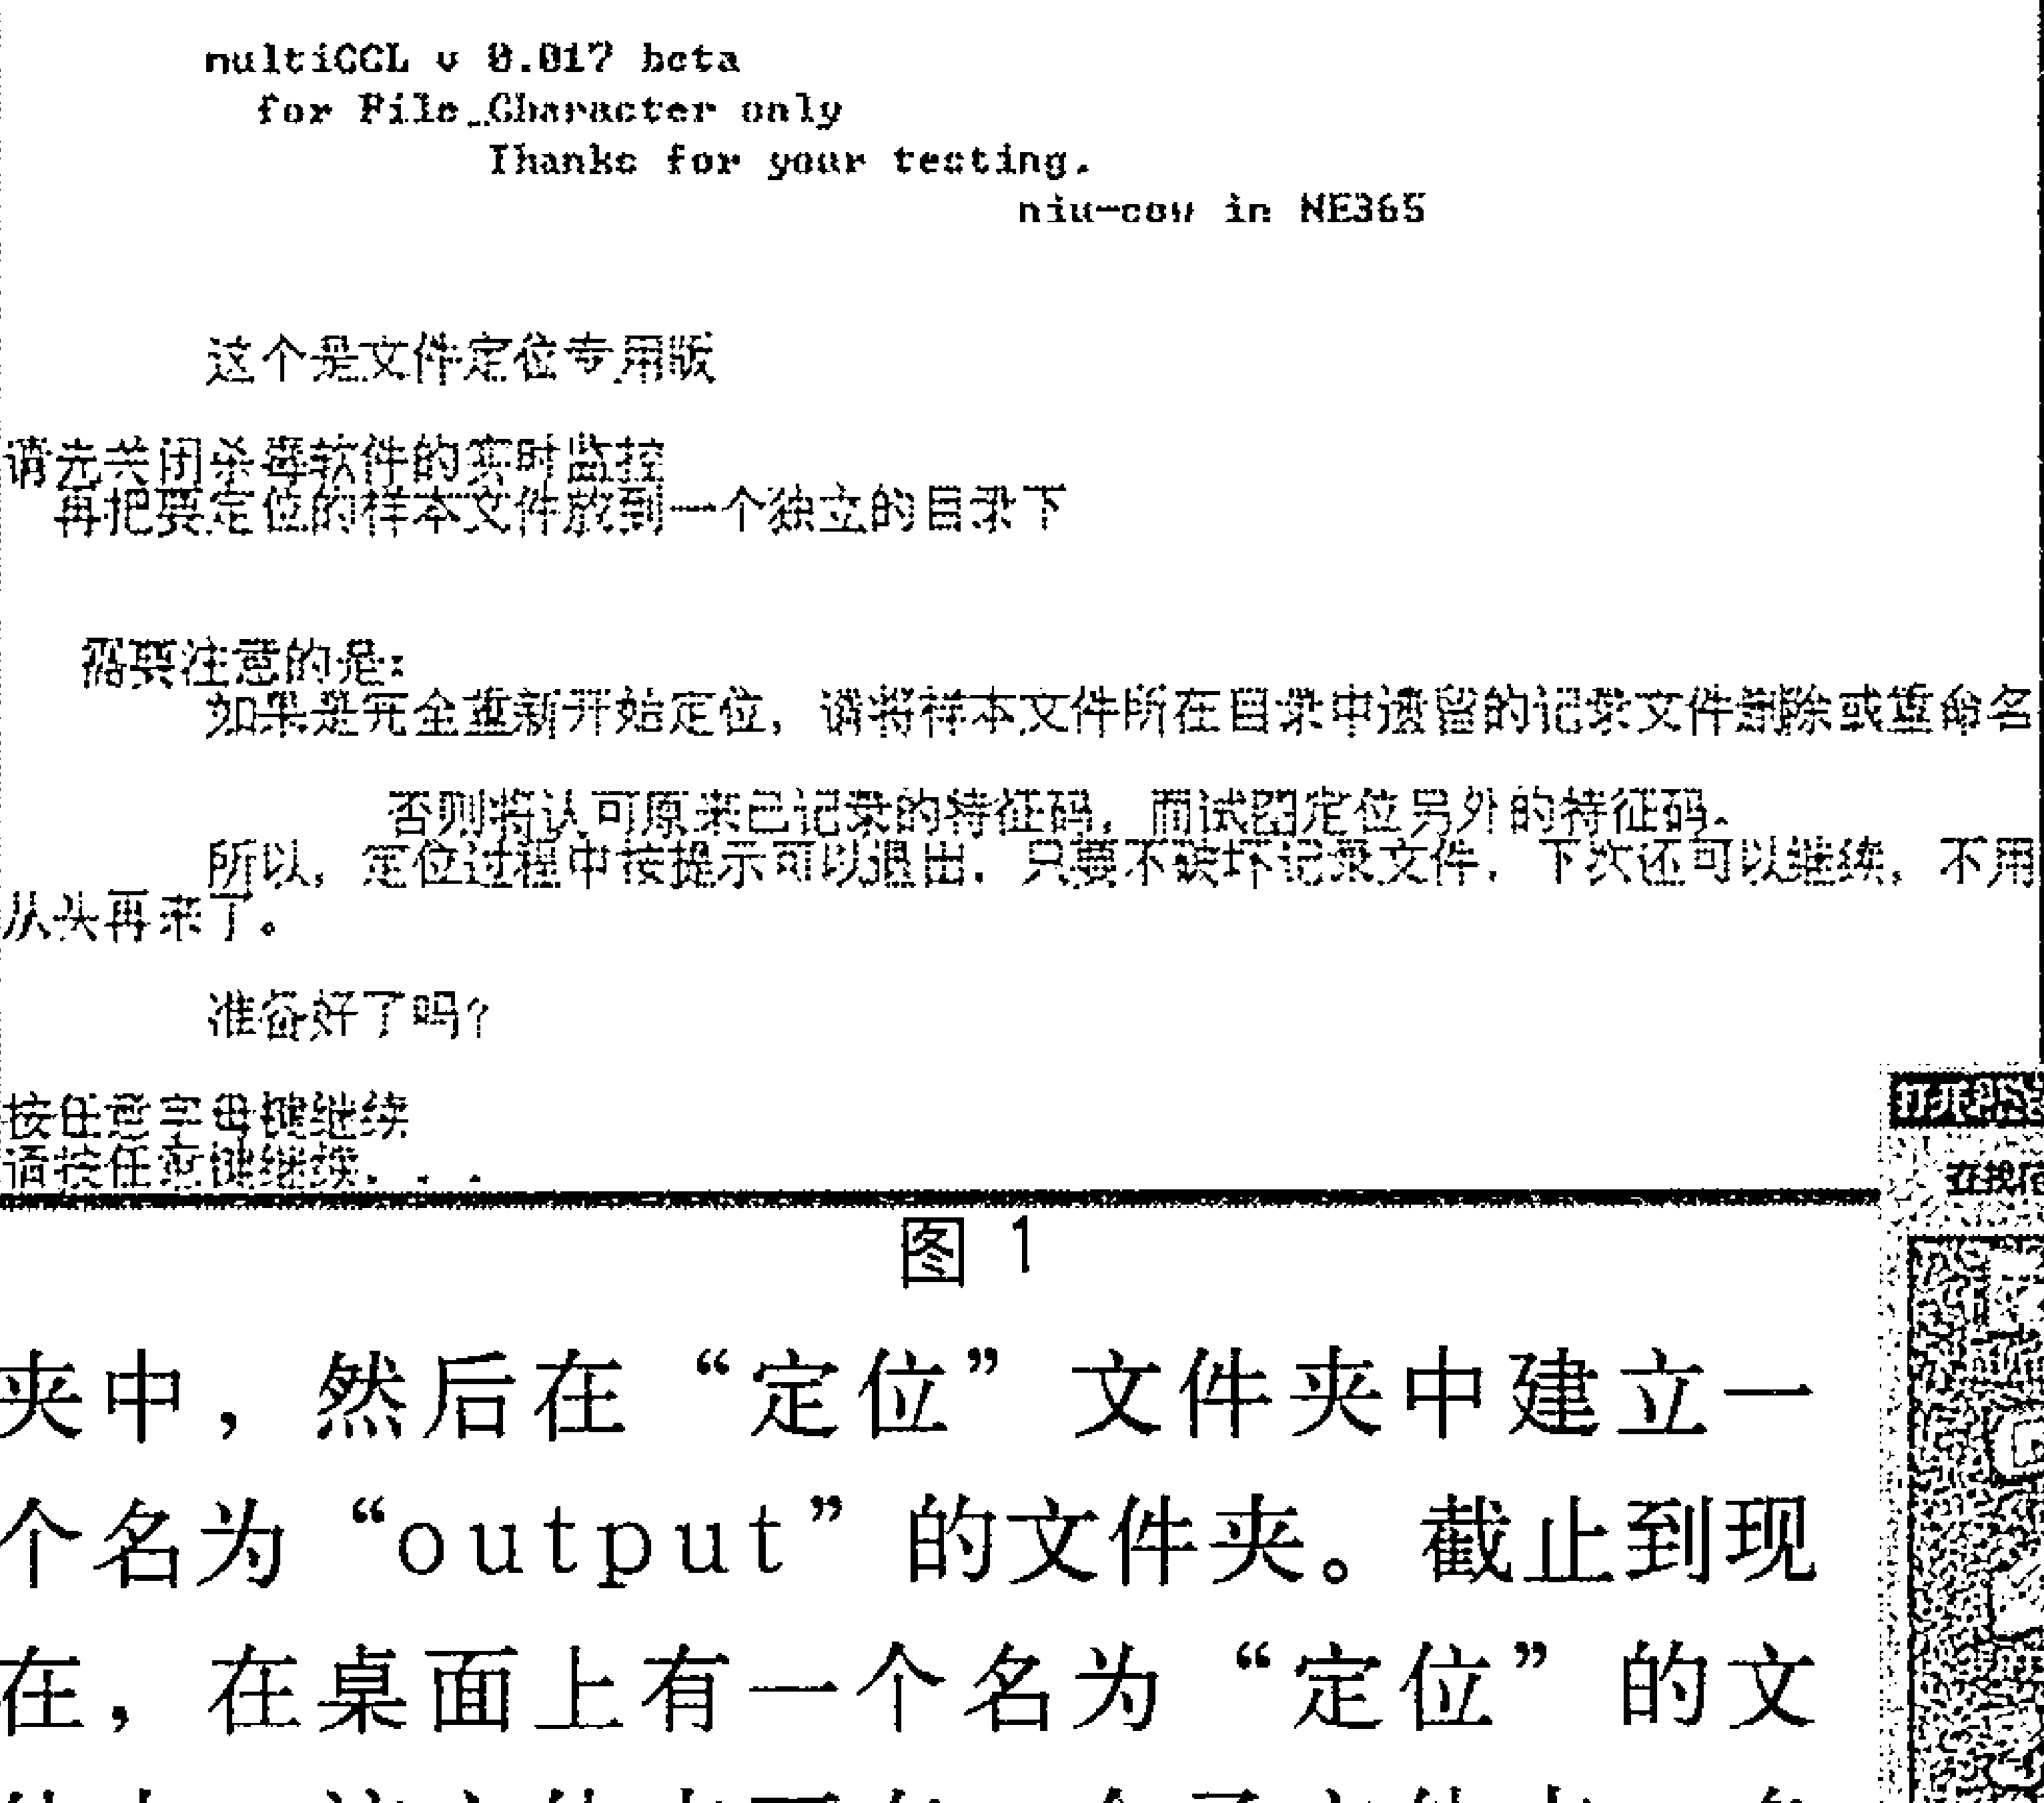 multiCCL v 0.017 beta
for File_Character only
Thanks for your testing.
niu-cow in NE365
这个是文件定位专用版
请先关闭杀毒软件的实时监控
再把要定位的样本文件放到一个独立的目录下
需要注意的是:
如果是完全重新开始定位，请将样本文件所在目录中遗留的记录文件删除或重命名
否则将认可原来已记录的特征码，而试图定位另外的特征码。
所以，定位过程中按提示可以退出，只要不破坏记录文件，下次还可以继续，不用
从头再来了。
准备好了吗？
按任意字母键继续
请按任意键继续. . .
图 1
夹中，然后在“定位”文件夹中建立一
个名为“output”的文件夹。截止到现
在，在桌面上有一个名为“定位”的文
打开